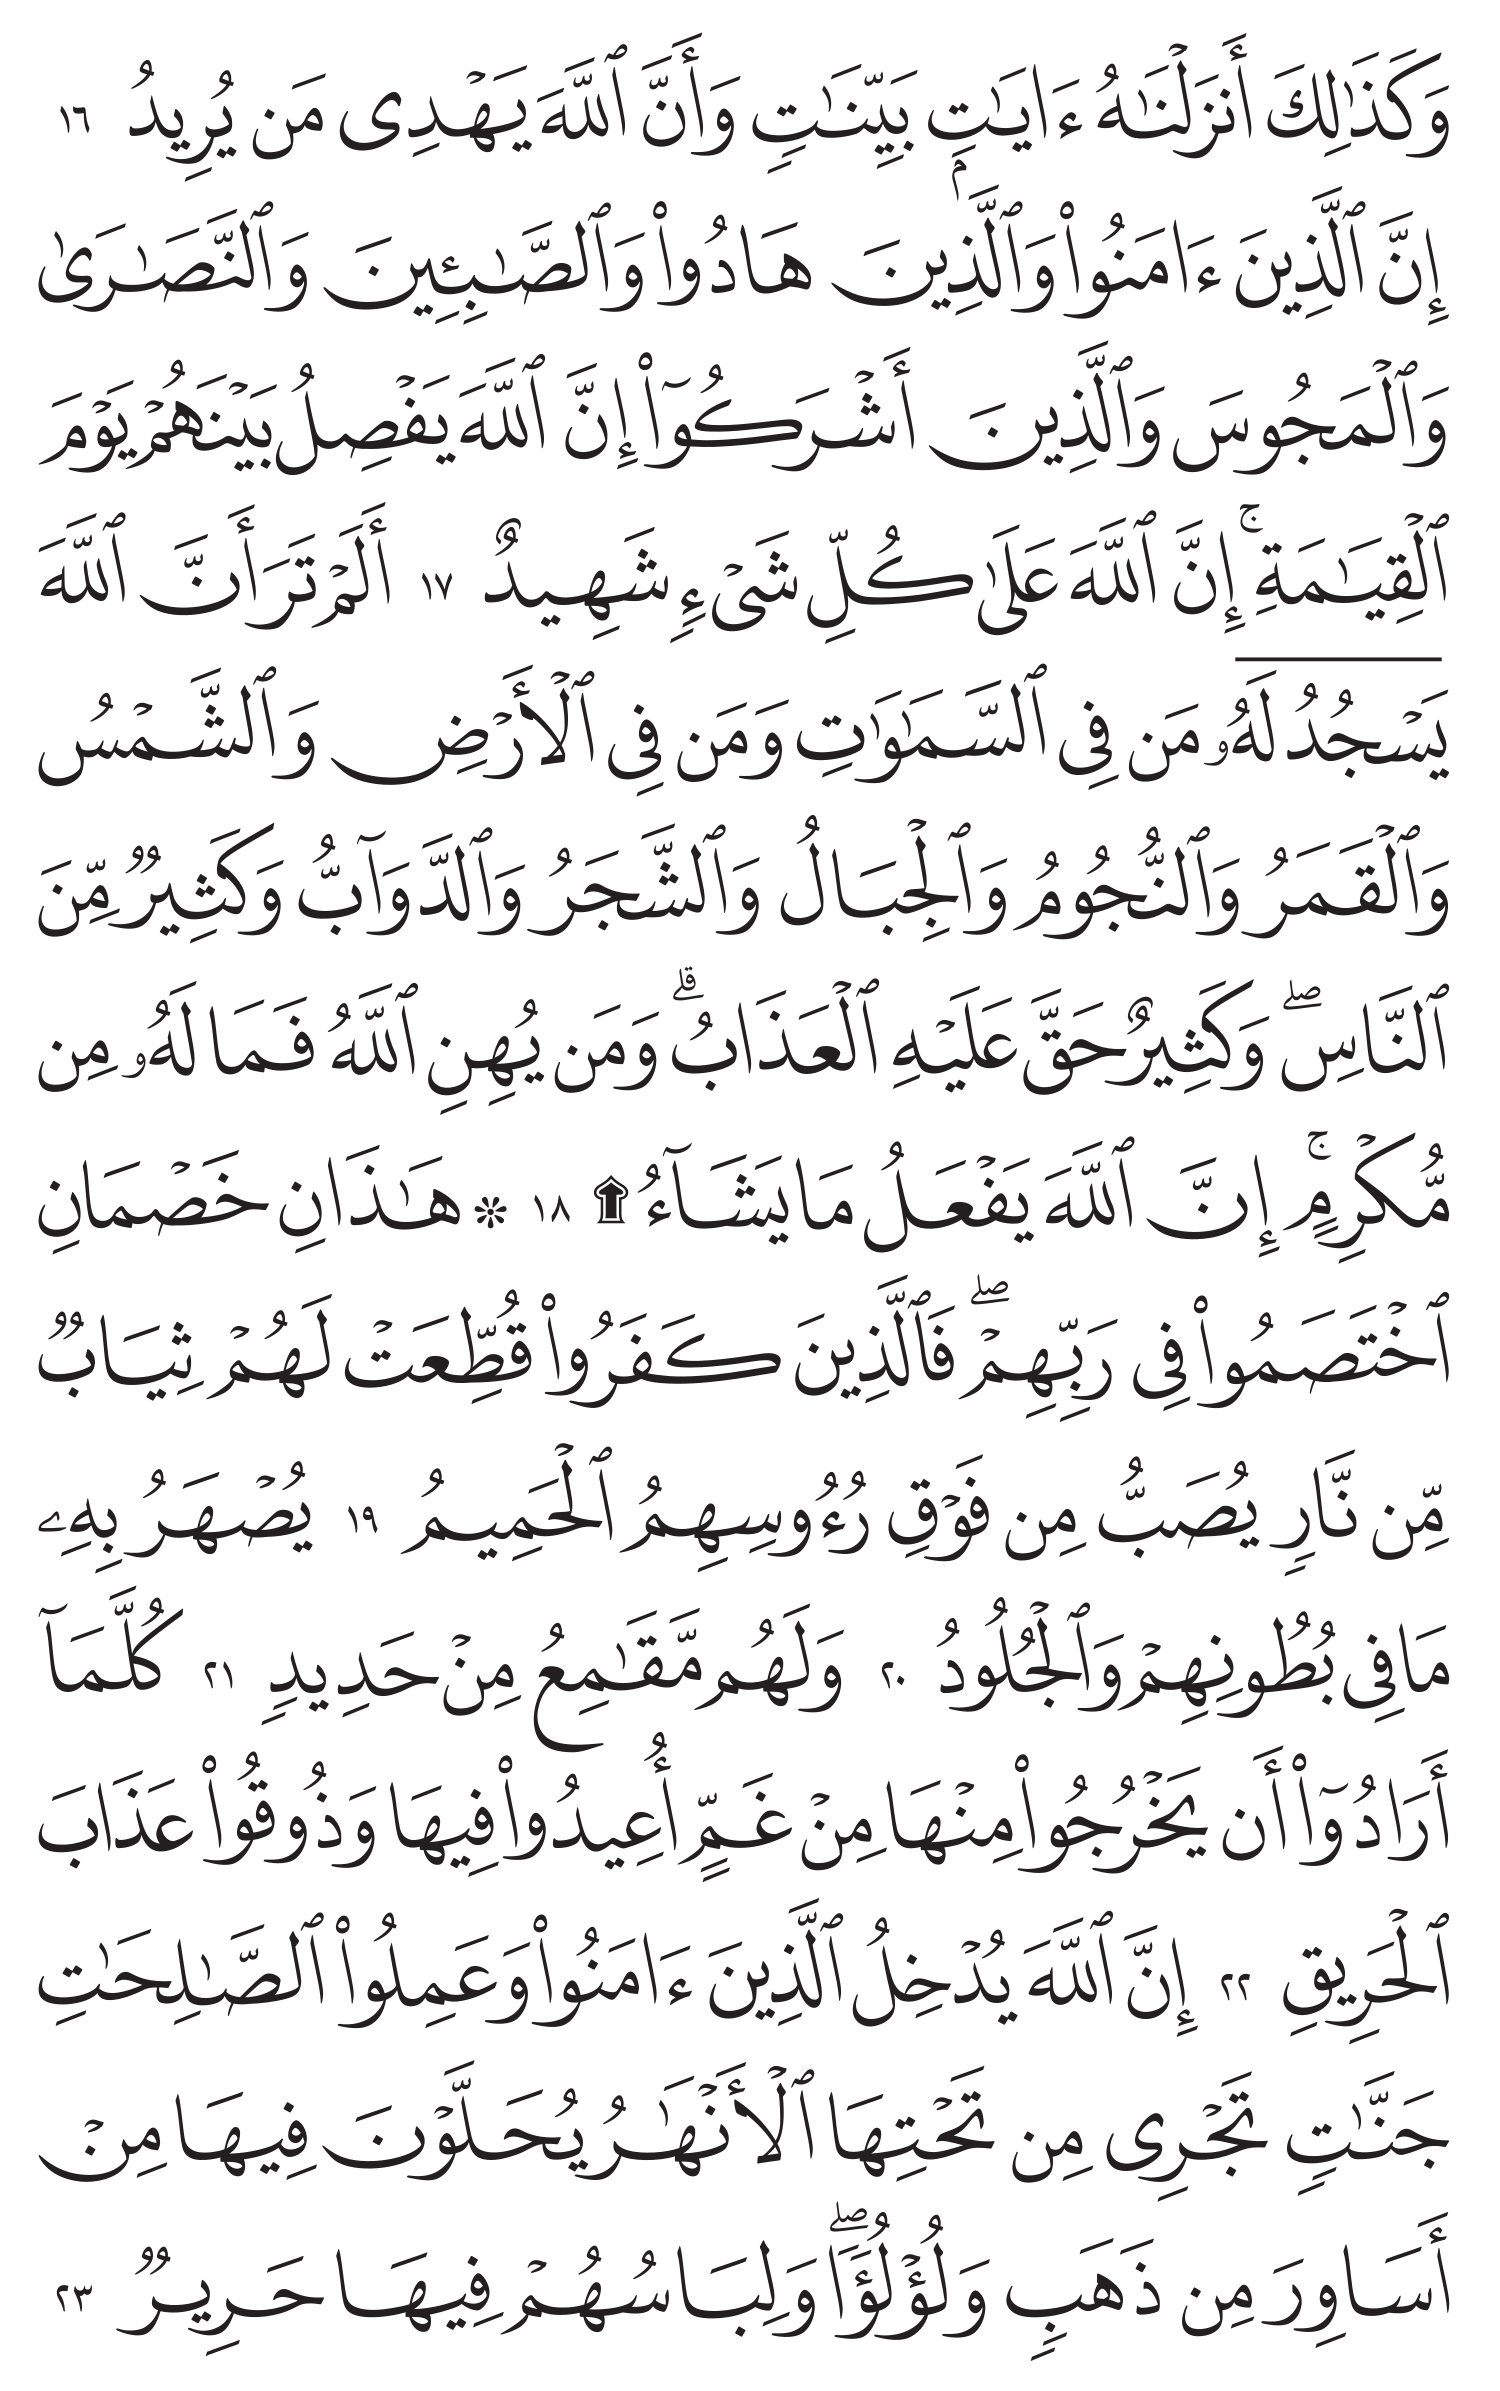 وَكَذَٰلِكَ أَنزَلۡنَٰهُ ءَايَٰتِۭ بَيِّنَٰتٖ وَأَنَّ ٱللَّهَ يَهۡدِي مَن يُرِيدُ ١٦
إِنَّ ٱلَّذِينَ ءَامَنُواْ وَٱلَّذِينَ هَادُواْ وَٱلصَّٰبِـِٔينَ وَٱلنَّصَٰرَىٰ
وَٱلۡمَجُوسَ وَٱلَّذِينَ أَشۡرَكُوٓاْ إِنَّ ٱللَّهَ يَفۡصِلُ بَيۡنَهُمۡ يَوۡمَ
ٱلۡقِيَٰمَةِۚ إِنَّ ٱللَّهَ عَلَىٰ كُلِّ شَيۡءٖ شَهِيدٌ ١٧ أَلَمۡ تَرَ أَنَّ ٱللَّهَ
يَسۡجُدُۤ لَهُۥۤ مَن فِي ٱلسَّمَٰوَٰتِ وَمَن فِي ٱلۡأَرۡضِ وَٱلشَّمۡسُ
وَٱلۡقَمَرُ وَٱلنُّجُومُ وَٱلۡجِبَالُ وَٱلشَّجَرُ وَٱلدَّوَآبُّ وَكَثِيرٞ مِّنَ
ٱلنَّاسِۖ وَكَثِيرٌ حَقَّ عَلَيۡهِ ٱلۡعَذَابُۗ وَمَن يُهِنِ ٱللَّهُ فَمَا لَهُۥ مِن
مُّكۡرِمٍۚ إِنَّ ٱللَّهَ يَفۡعَلُ مَا يَشَآءُ۩ ١٨ ۞ هَٰذَانِ خَصۡمَانِ
ٱخۡتَصَمُواْ فِي رَبِّهِمۡۖ فَٱلَّذِينَ كَفَرُواْ قُطِّعَتۡ لَهُمۡ ثِيَابٞ
مِّن نَّارٖ يُصَبُّ مِن فَوۡقِ رُءُوسِهِمُ ٱلۡحَمِيمُ ١٩ يُصۡهَرُ بِهِۦ
مَا فِي بُطُونِهِمۡ وَٱلۡجُلُودُ ٢٠ وَلَهُم مَّقَٰمِعُ مِنۡ حَدِيدٖ ٢١ كُلَّمَآ
أَرَادُوٓاْ أَن يَخۡرُجُواْ مِنۡهَا مِنۡ غَمٍّ أُعِيدُواْ فِيهَا وَذُوقُواْ عَذَابَ
ٱلۡحَرِيقِ ٢٢ إِنَّ ٱللَّهَ يُدۡخِلُ ٱلَّذِينَ ءَامَنُواْ وَعَمِلُواْ ٱلصَّٰلِحَٰتِ
جَنَّٰتٖ تَجۡرِي مِن تَحۡتِهَا ٱلۡأَنۡهَٰرُ يُحَلَّوۡنَ فِيهَا مِنۡ
أَسَاوِرَ مِن ذَهَبٖ وَلُؤۡلُؤٗاۖ وَلِبَاسُهُمۡ فِيهَا حَرِيرٞ ٢٣